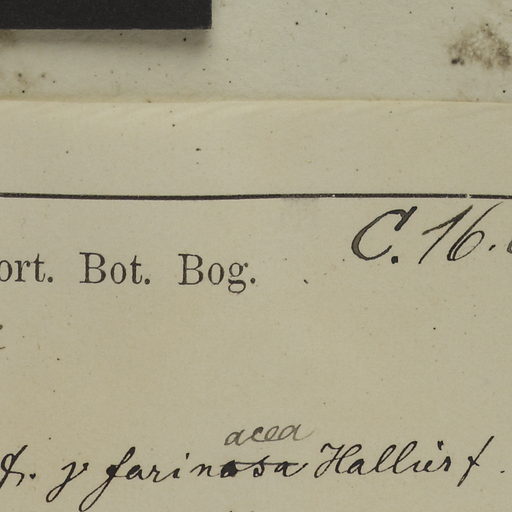 C. 16.
ort. Bot. Bog.
acea
f. γ farinosa Hallier f.